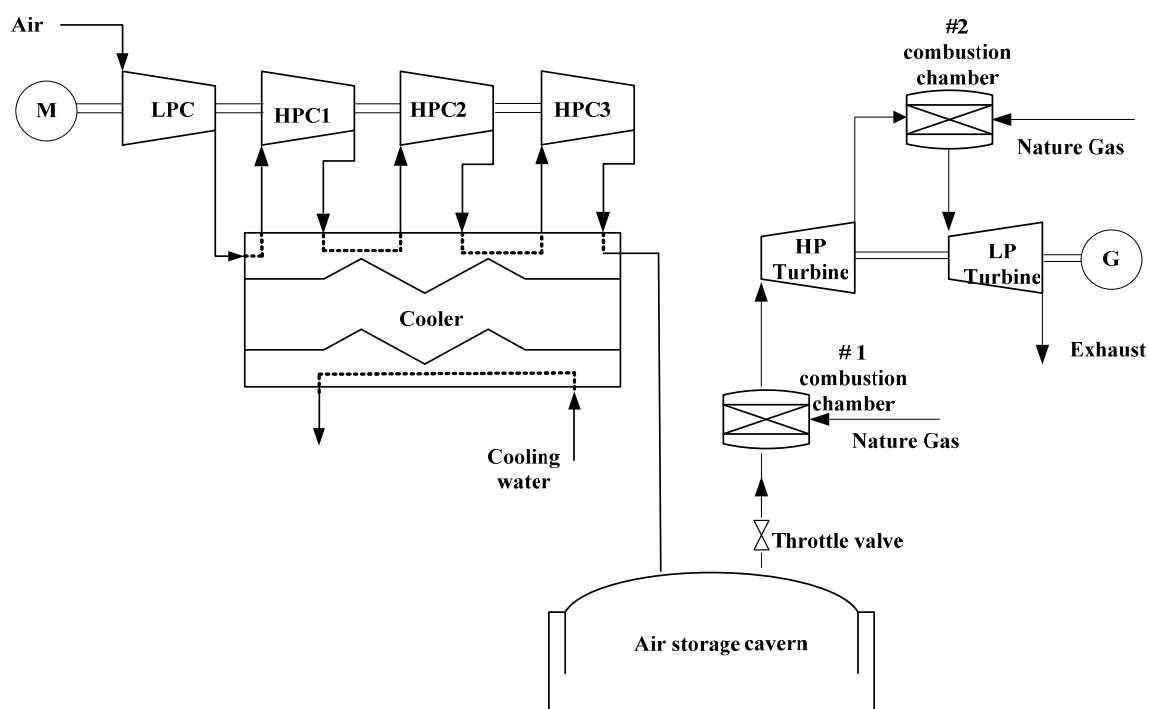 Air
M
LPC
HPC1
HPC2
HPC3
Cooler
Cooling
water
#2
combustion
chamber
Nature Gas
HP
Turbine
LP
Turbine
G
Exhaust
# 1
combustion
chamber
Nature Gas
Throttle valve
Air storage cavern